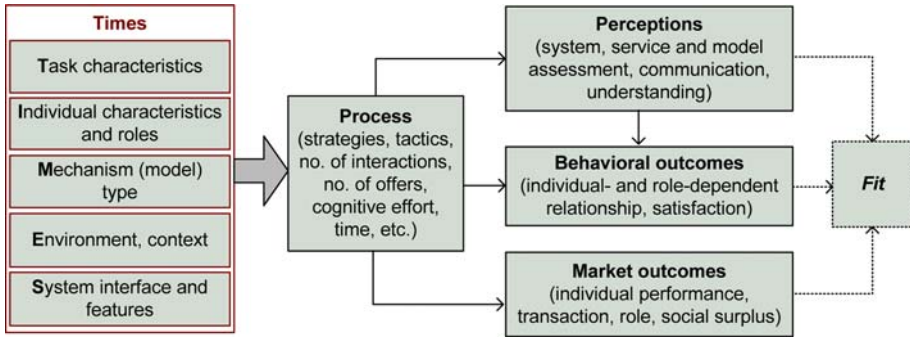 Times
Task characteristics
Individual characteristics
and roles
Mechanism (model)
type
Environment, context
System interface and
features
Process
(strategies, tactics,
no. of interactions,
no. of offers,
cognitive effort,
time, etc.)
Perceptions
(system, service and model
assessment, communication,
understanding)
Behavioral outcomes
(individual- and role-dependent
relationship, satisfaction)
Market outcomes
(individual performance,
transaction, role, social surplus)
Fit